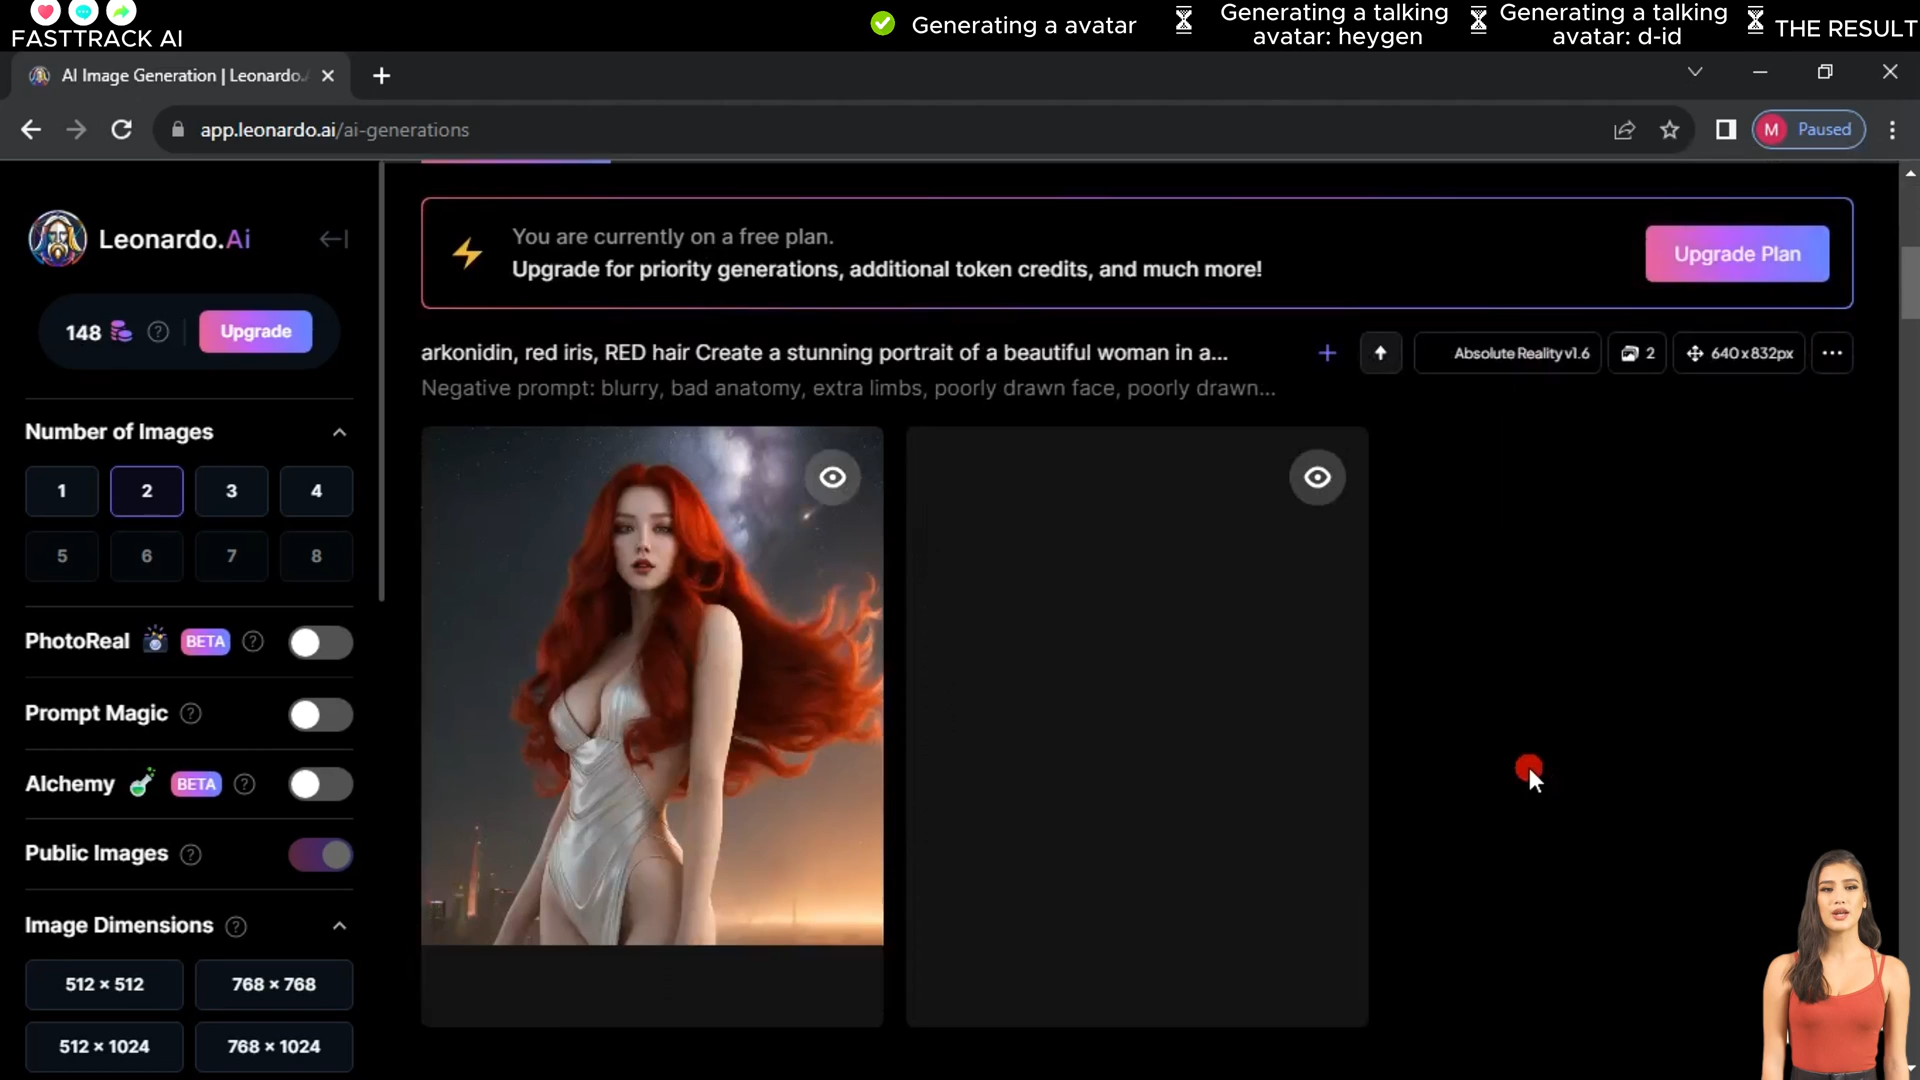 FASTTRACK AI
Generating a avatar
Generating a talking
avatar: heygen
Generating a talking
avatar: d-id
THE RESULT
AI Image Generation | Leonardo.
app.leonardo.ai/ai-generations
M Paused
Leonardo.Ai
You are currently on a free plan.
Upgrade for priority generations, additional token credits, and much more!
Upgrade Plan
148
Upgrade
arkonidin, red iris, RED hair Create a stunning portrait of a beautiful woman in a...
Absolute Reality v1.6
2
640 x 832px
Negative prompt: blurry, bad anatomy, extra limbs, poorly drawn face, poorly drawn...
Number of Images
1 2 3 4
5 6 7 8
PhotoReal BETA
Prompt Magic
Alchemy BETA
Public Images
Image Dimensions
512 × 512 768 × 768
512 × 1024 768 × 1024